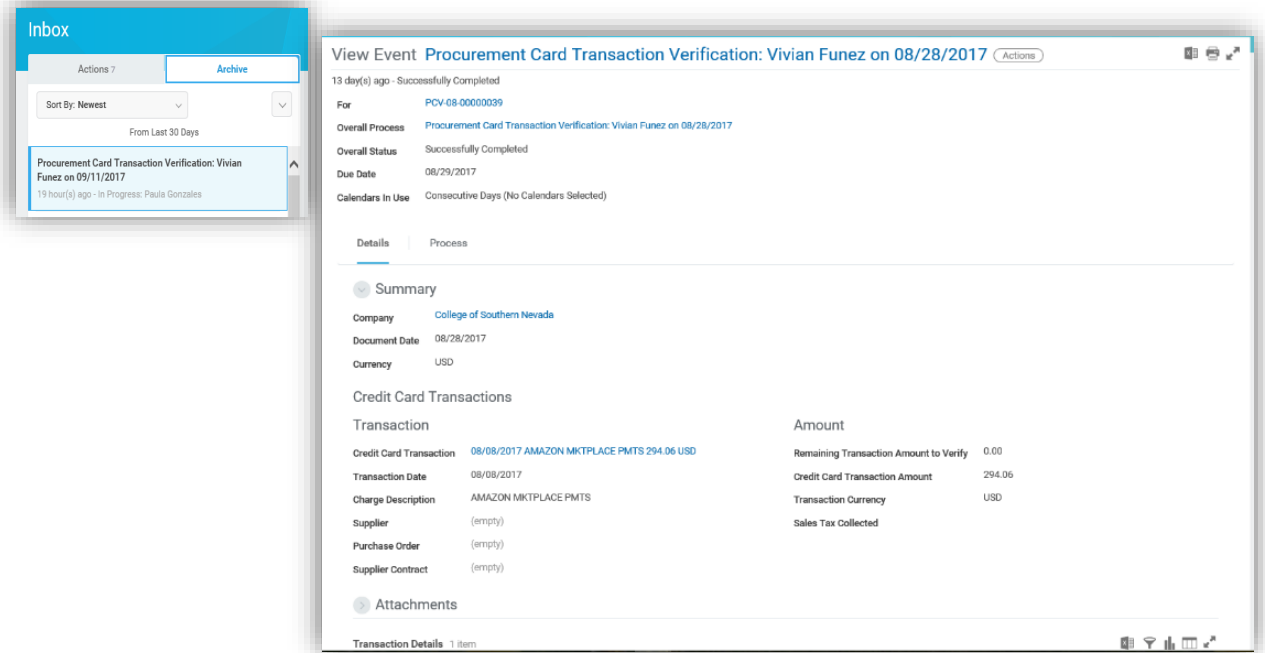 Inbox
Actions 7
Archive
Sort By: Newest
From Last 30 Days
Procurement Card Transaction Verification: Vivian
Funez on 09/11/2017
19 hour(s) ago - In Progress: Paula Gonzales
View Event Procurement Card Transaction Verification: Vivian Funez on 08/28/2017 Actions
13 day(s) ago - Successfully Completed
For PCV-08-00000039
Overall Process Procurement Card Transaction Verification: Vivian Funez on 08/28/2017
Overall Status Successfully Completed
Due Date 08/29/2017
Calendars In Use Consecutive Days (No Calendars Selected)
Details Process
Summary
Company College of Southern Nevada
Document Date 08/28/2017
Currency USD
Credit Card Transactions
Transaction
Credit Card Transaction 08/08/2017 AMAZON MKTPLACE PMTS 294.06 USD
Transaction Date 08/08/2017
Charge Description AMAZON MKTPLACE PMTS
Supplier (empty)
Purchase Order (empty)
Supplier Contract (empty)
Amount
Remaining Transaction Amount to Verify 0.00
Credit Card Transaction Amount 294.06
Transaction Currency USD
Sales Tax Collected
Attachments
Transaction Details 1 item